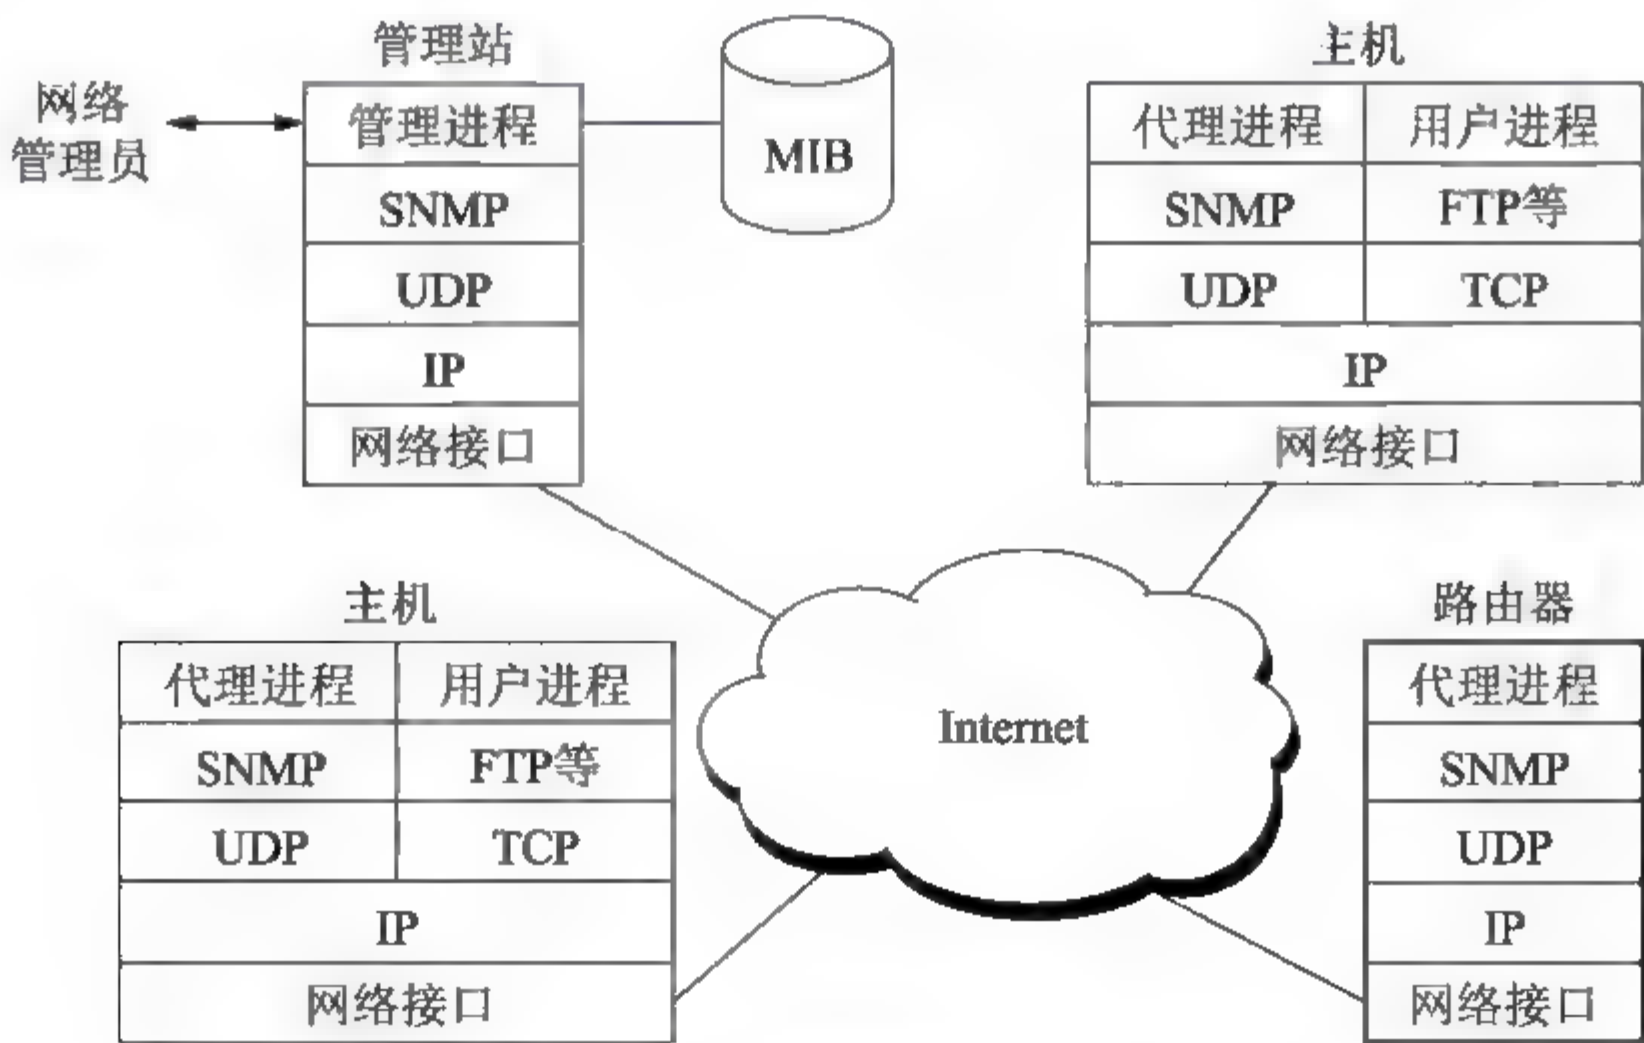 管理站
网络
管理员
管理进程
SNMP
UDP
IP
网络接口
MIB
主机
代理进程 用户进程
SNMP FTP等
UDP TCP
IP
网络接口
主机
代理进程 用户进程
SNMP FTP等
UDP TCP
IP
网络接口
Internet
路由器
代理进程
SNMP
UDP
IP
网络接口